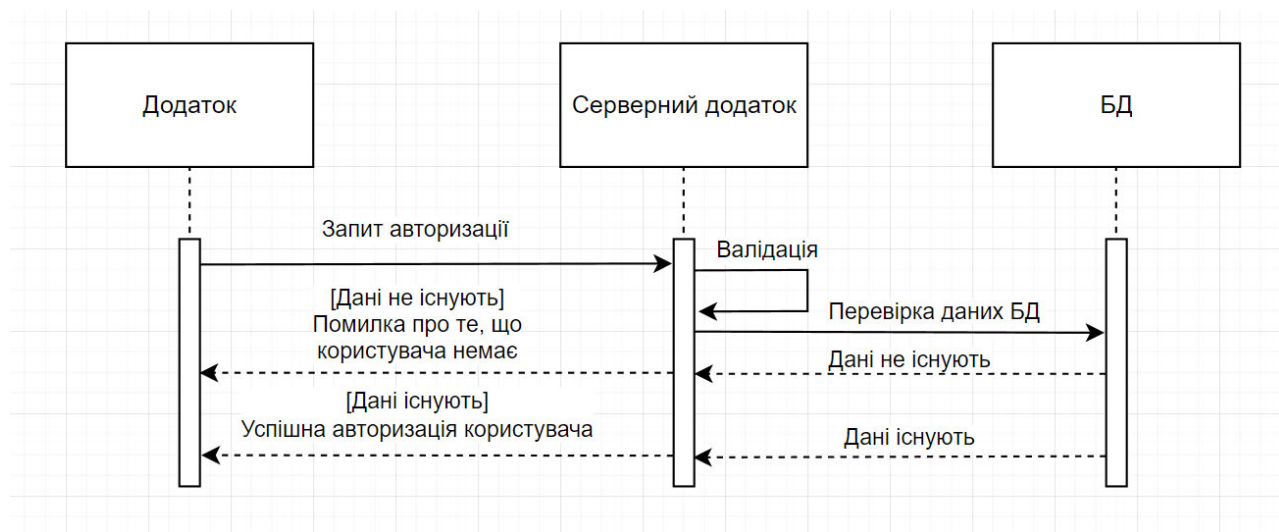 Додаток
Серверний додаток
БД
Запит авторизації
Валідація
[Дані не існують]
Помилка про те, що
користувача немає
Перевірка даних БД
Дані не існують
[Дані існують]
Успішна авторизація користувача
Дані існують